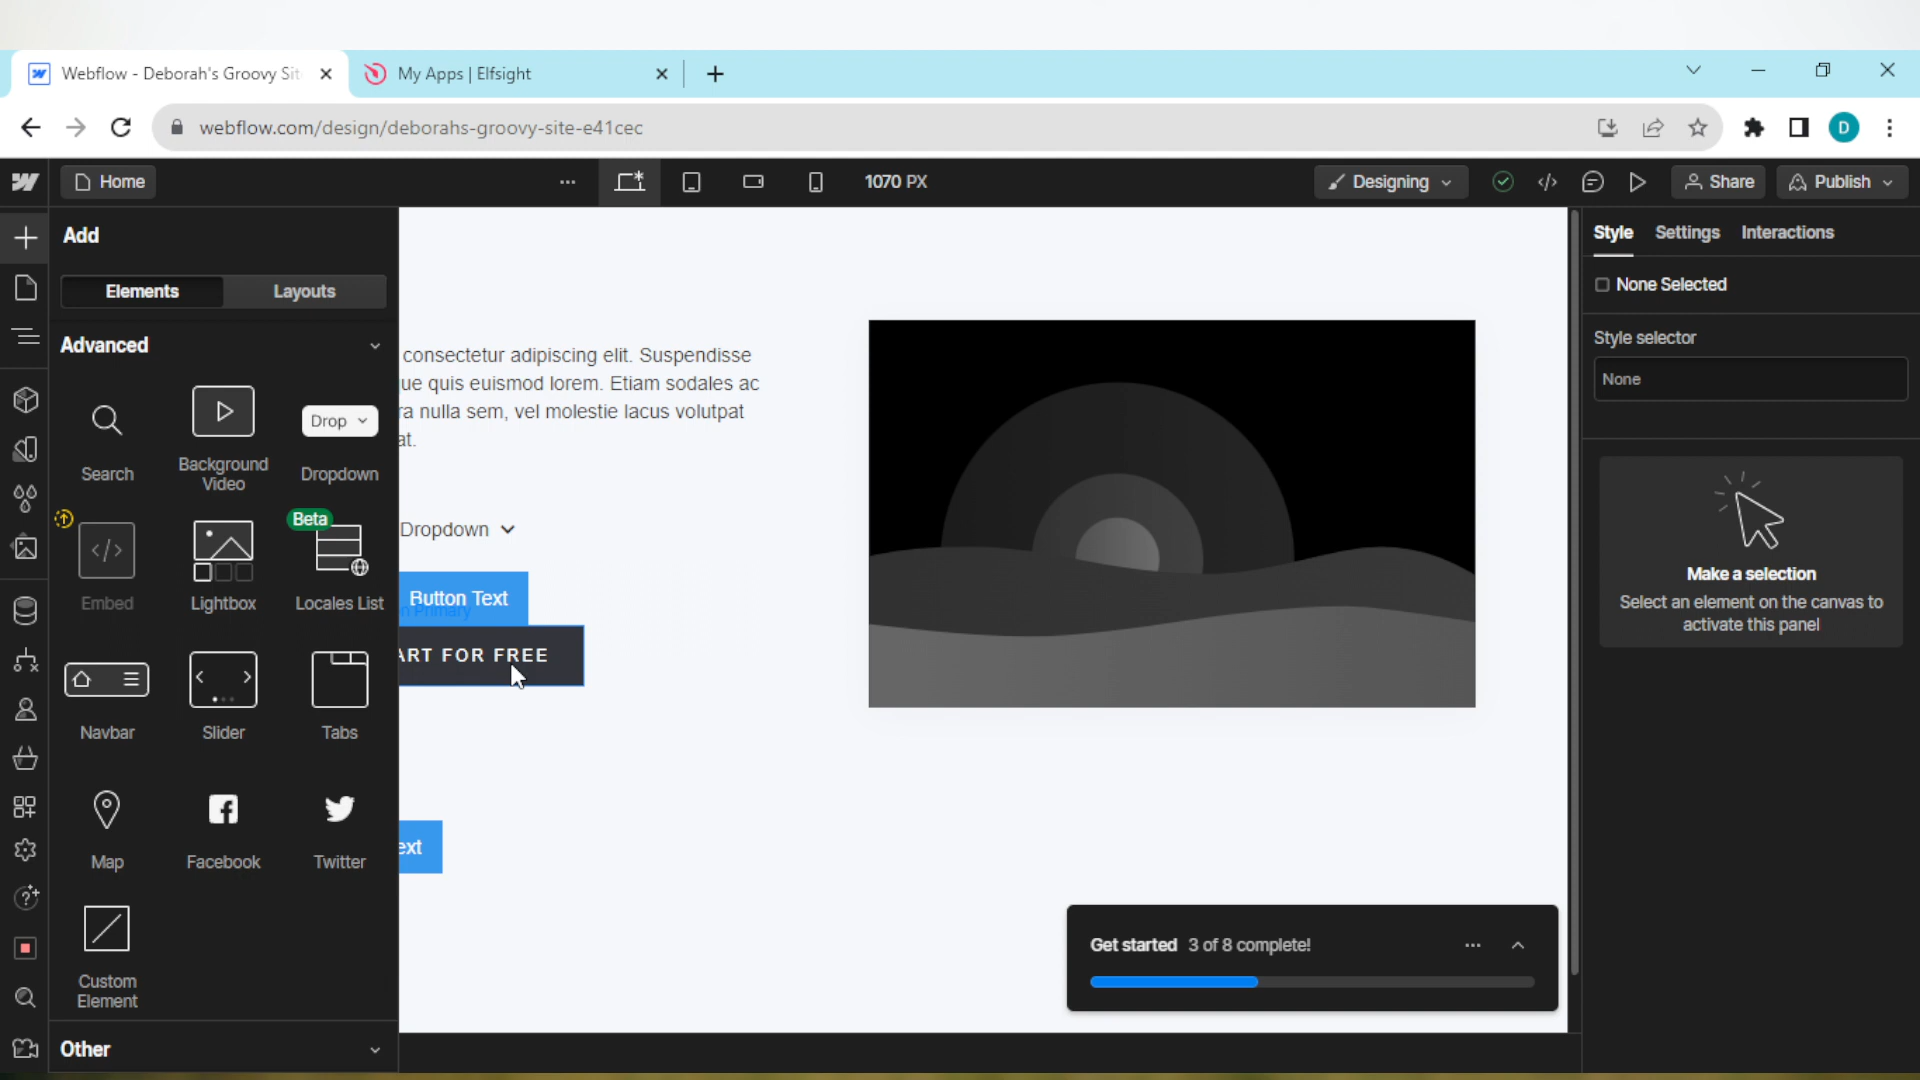 Webflow - Deborah's Groovy Sit
My Apps | Elfsight
webflow.com/design/deborahs-groovy-site-e41cec
D
Home
1070 PX
Designing
Share
Publish
Add
Elements
Layouts
Advanced
Search
Background
Video
Drop
Dropdown
Embed
Lightbox
Beta
Locales List
Navbar
Slider
Tabs
Map
Facebook
Twitter
Custom
Element
Other
consectetur adipiscing elit. Suspendisse
ue quis euismod lorem. Etiam sodales ac
ra nulla sem, vel molestie lacus volutpat
at.
Dropdown
Button Text
n Primary
ART FOR FREE
ext
Get started 3 of 8 complete!
Style
Settings
Interactions
None Selected
Style selector
None
Make a selection
Select an element on the canvas to
activate this panel